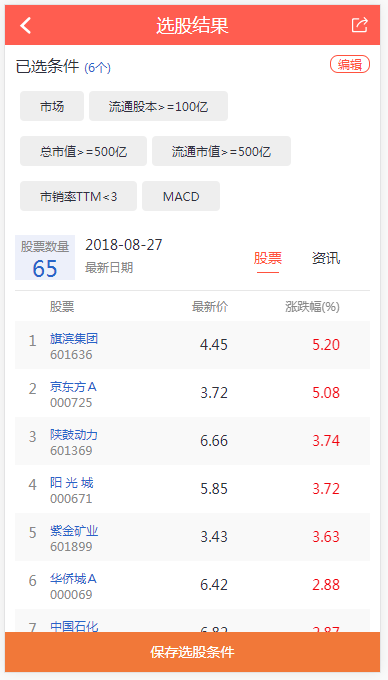 选股结果
已选条件 (6个) 编辑
市场 流通股本>=100亿
总市值>=500亿 流通市值>=500亿
市销率TTM<3 MACD
股票数量 2018-08-27 股票 资讯
65 最新日期
股票 最新价 涨跌幅(%)
1 旗滨集团 4.45 5.20
601636
2 京东方A 3.72 5.08
000725
3 陕鼓动力 6.66 3.74
601369
4 阳光城 5.85 3.72
000671
5 紫金矿业 3.43 3.63
601899
6 华侨城A 6.42 2.88
000069
7 中国石化 6.82 2.87
保存选股条件